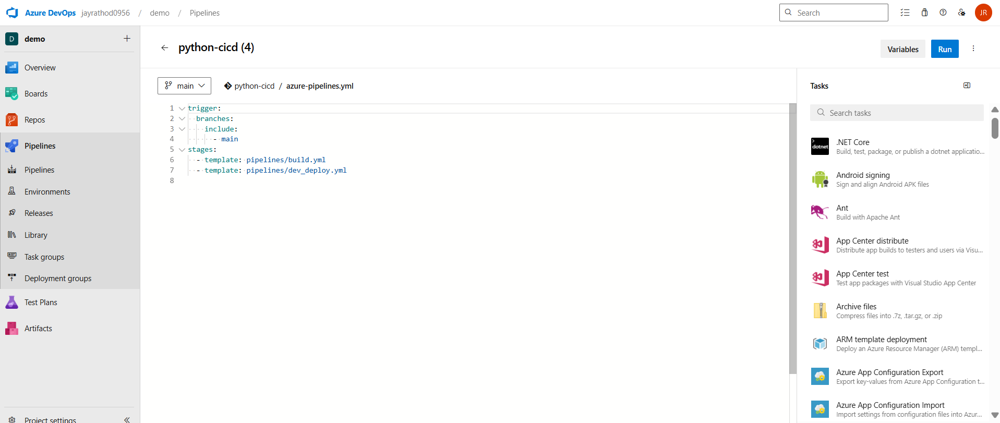 Azure DevOps jayrathod0956 / demo / Pipelines
Search
JR
D demo
Overview
Boards
Repos
Pipelines
Pipelines
Environments
Releases
Library
Task groups
Deployment groups
Test Plans
Artifacts
Project settings
python-cicd (4)
Variables
Run
main
python-cicd / azure-pipelines.yml
1 trigger:
2 branches:
3 include:
4 - main
5 stages:
6 - template: pipelines/build.yml
7 - template: pipelines/dev_deploy.yml
8
Tasks
Search tasks
dotnet
.NET Core
Build, test, package, or publish a dotnet applicatio...
Android signing
Sign and align Android APK files
Ant
Build with Apache Ant
App Center distribute
Distribute app builds to testers and users via Visu...
App Center test
Test app packages with Visual Studio App Center
Archive files
Compress files into .7z, .tar.gz, or .zip
ARM template deployment
Deploy an Azure Resource Manager (ARM) templ...
Azure App Configuration Export
Export key-values from Azure App Configuration t...
Azure App Configuration Import
Import settings from configuration files into Azur...